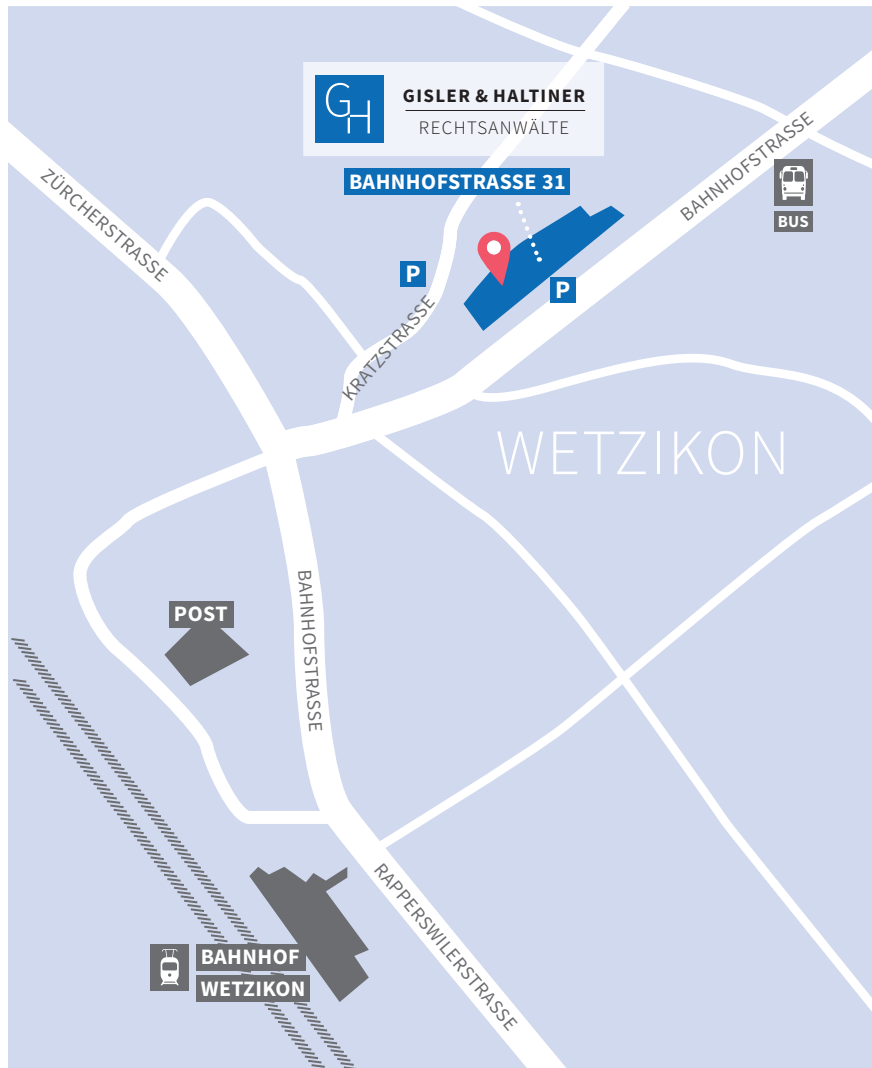 GH
GISLER & HALTINER
RECHTSANWÄLTE
BAHNHOFSTRASSE 31
BAHNHOFSTRASSE
ZÜRCHERSTRASSE
BUS
P
P
KRATZSTRASSE
WETZIKON
BAHNHOFSTRASSE
POST
RAPPERSWILERSTRASSE
BAHNHOF
WETZIKON